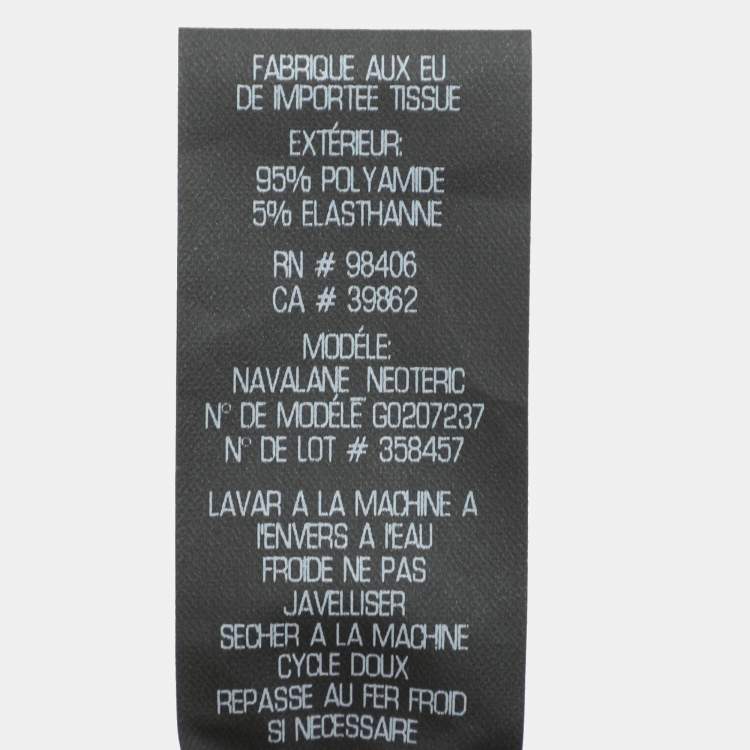 FABRIQUE AUX EU
DE IMPORTEE TISSUE
EXTÉRIEUR:
95% POLYAMIDE
5% ELASTHANNE
RN # 98406
CA # 39862
MODÉLE:
NAVALANE_NEOTERIC
N° DE MODÉLE G0207237
N° DE LOT # 358457
LAVAR A LA MACHINE A
l'ENVERS A l'EAU
FROIDE NE PAS
JAVELLISER
SECHER A LA MACHINE
CYCLE DOUX
REPASSE AU FER FROID
SI NECESSAIRE